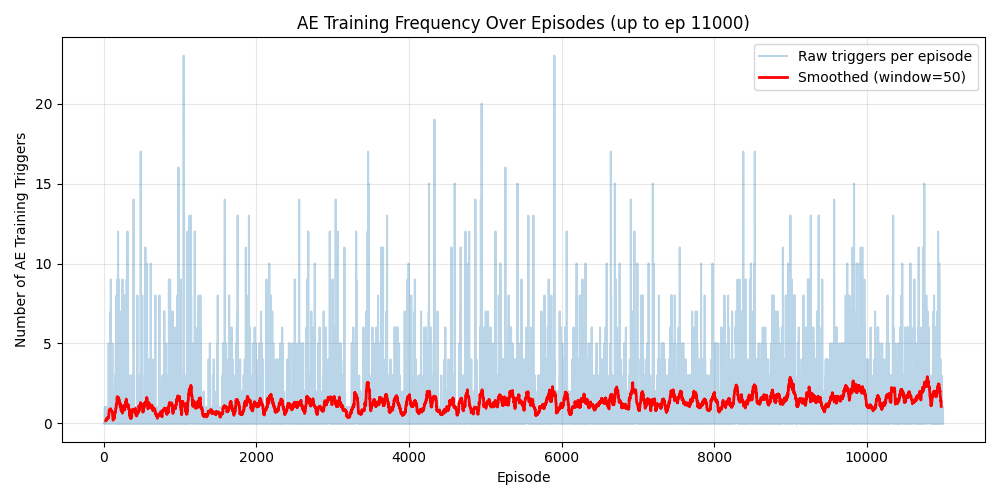 AE Training Frequency Over Episodes (up to ep 11000)
Raw triggers per episode
Smoothed (window=50)
Number of AE Training Triggers
20
15
10
5
0
0 2000 4000 6000 8000 10000
Episode